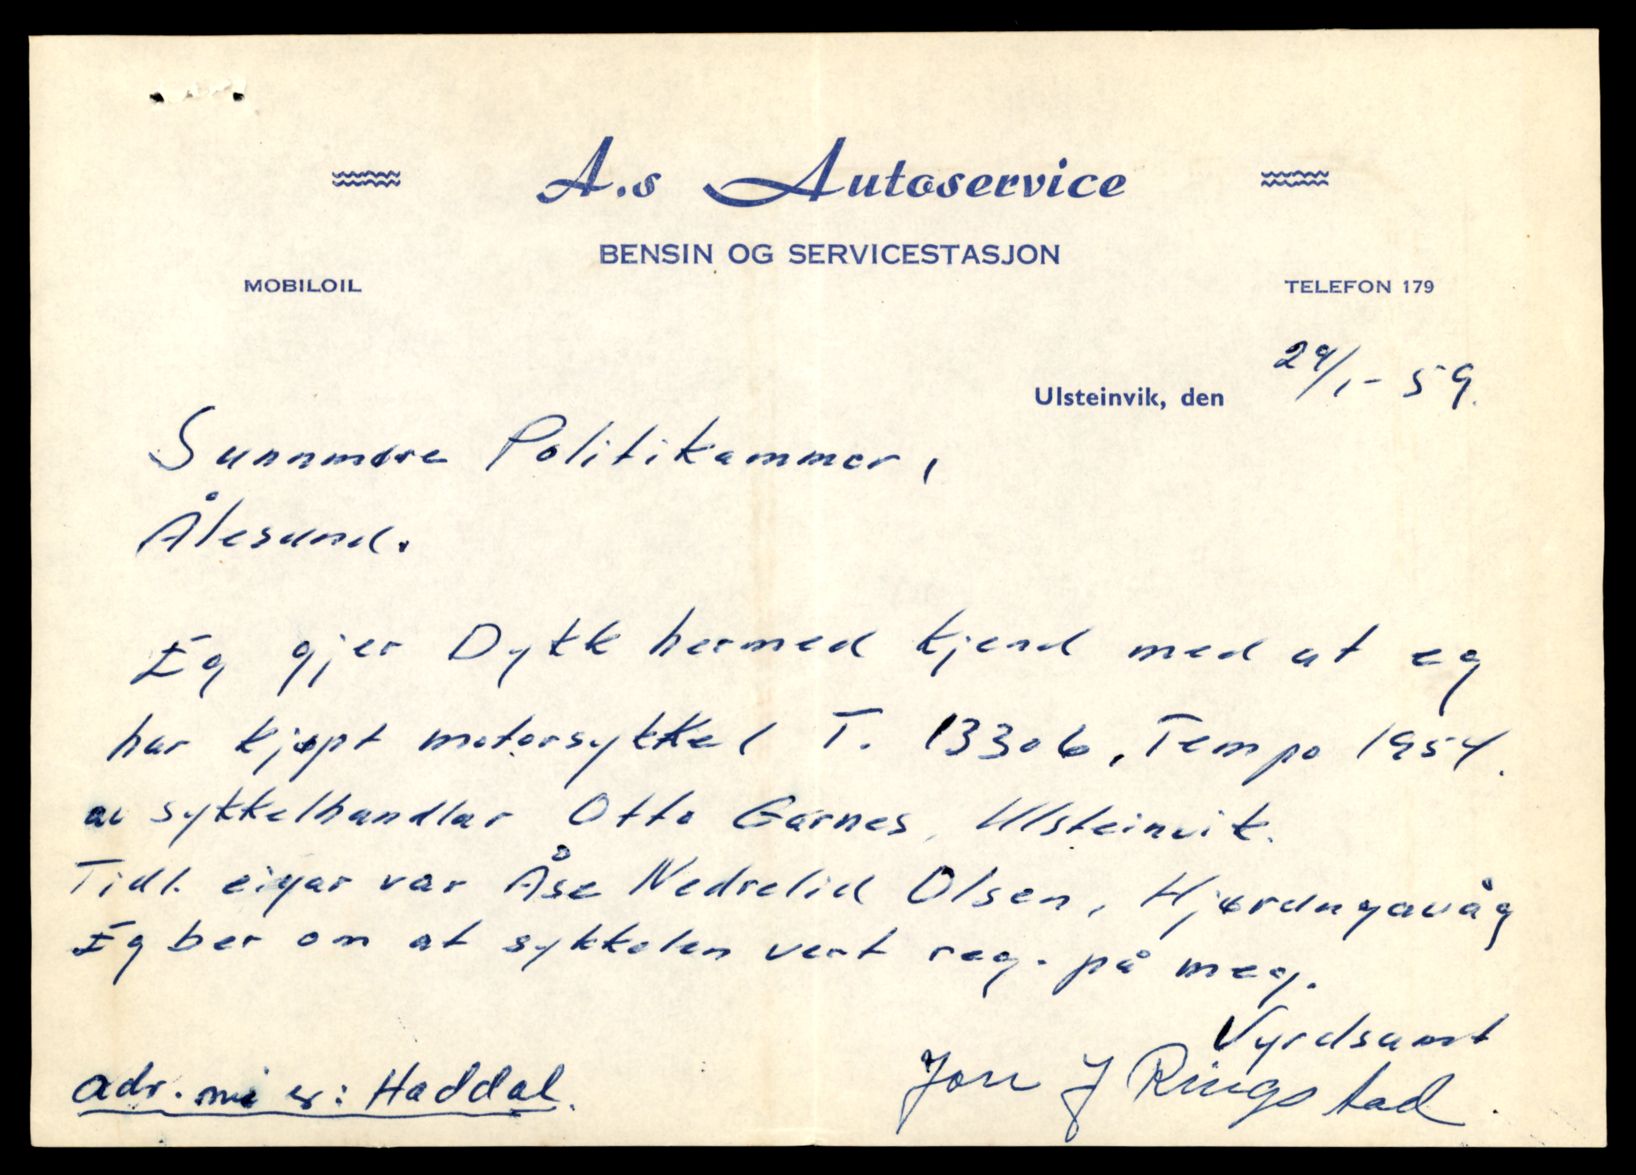 A.s Autoservice
BENSIN OG SERVICESTASJON
MOBILOIL
TELEFON 179
Ulsteinvik, den 29/1-59.
Sunnmøre Politikammer,
Ålesund.
Eg gjer Dykk hermed kjend med at eg
har kjøpt motorsykkel T. 13306, Tempo 1954.
av sykkelhandlar Otto Garnes, Ulsteinvik.
Tidl. eigar var Åse Nedrelid Olsen, Hjørungavåg
Eg ber om at sykkelen vert reg. på meg.
Vyrdsamt
Jon J Ringstad.
adr. mi er: Haddal.